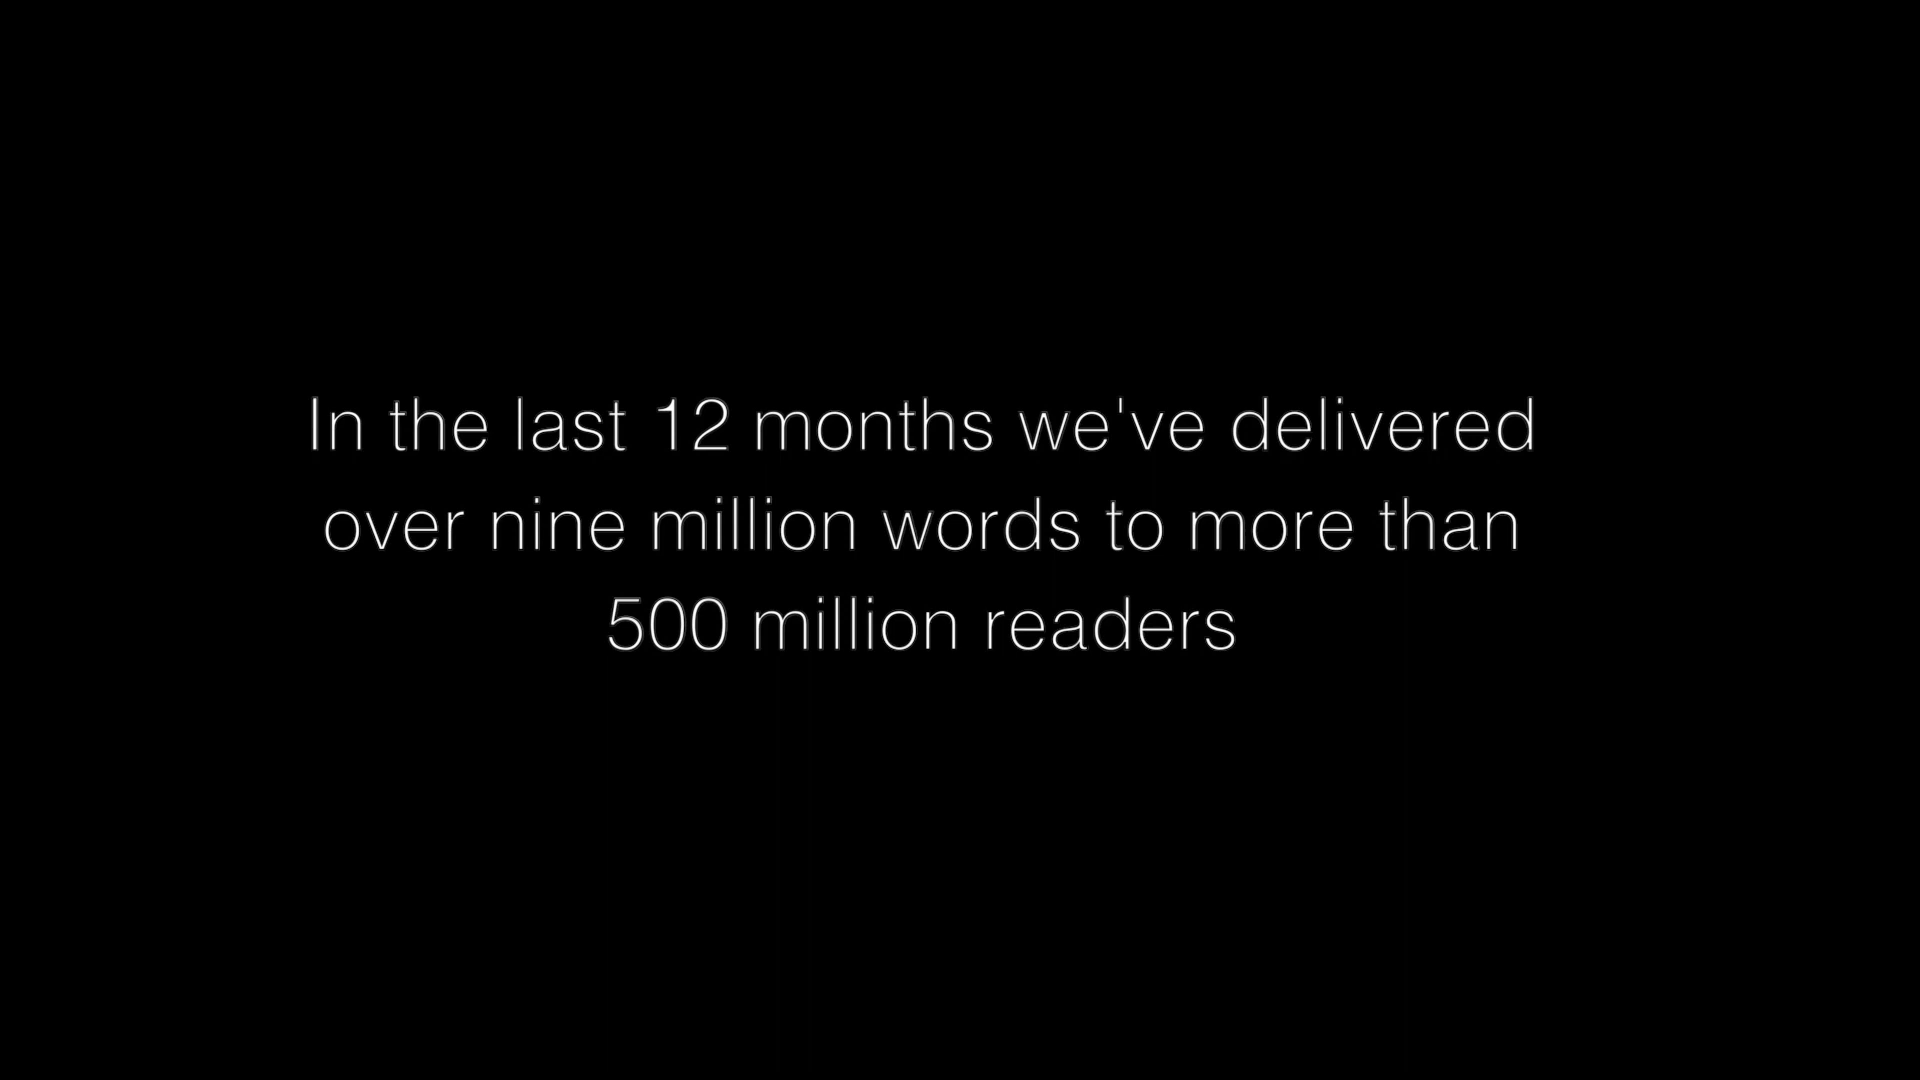 In the last 12 months we've delivered
over nine million words to more than
500 million readers